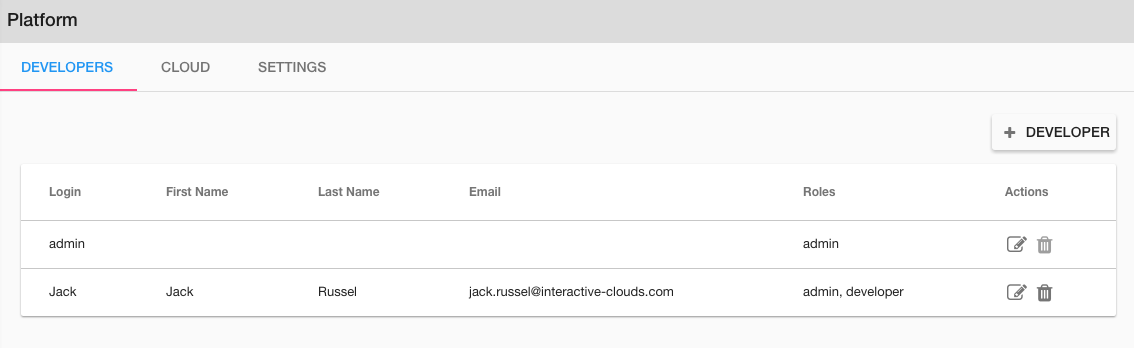 Platform
DEVELOPERS CLOUD SETTINGS
+ DEVELOPER
Login First Name Last Name Email Roles Actions
admin admin
Jack Jack Russel jack.russel@interactive-clouds.com admin, developer